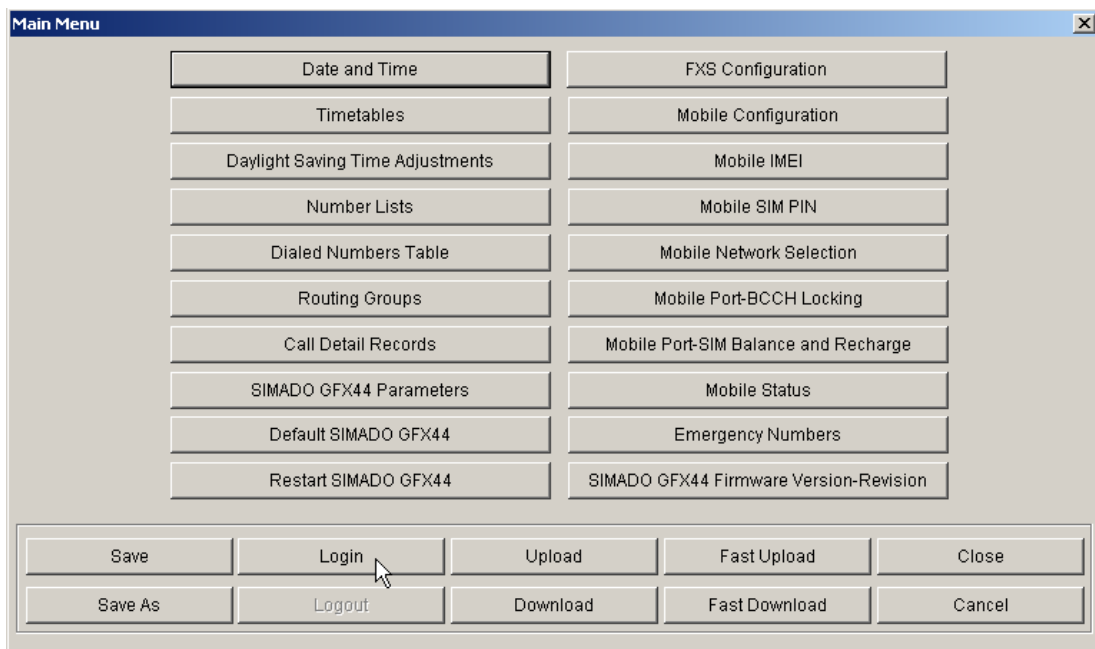 Main Menu
Date and Time
FXS Configuration
Timetables
Mobile Configuration
Daylight Saving Time Adjustments
Mobile IMEI
Number Lists
Mobile SIM PIN
Dialed Numbers Table
Mobile Network Selection
Routing Groups
Mobile Port-BCCH Locking
Call Detail Records
Mobile Port-SIM Balance and Recharge
SIMADO GFX44 Parameters
Mobile Status
Default SIMADO GFX44
Emergency Numbers
Restart SIMADO GFX44
SIMADO GFX44 Firmware Version-Revision
Save
Login
Upload
Fast Upload
Close
Save As
Logout
Download
Fast Download
Cancel